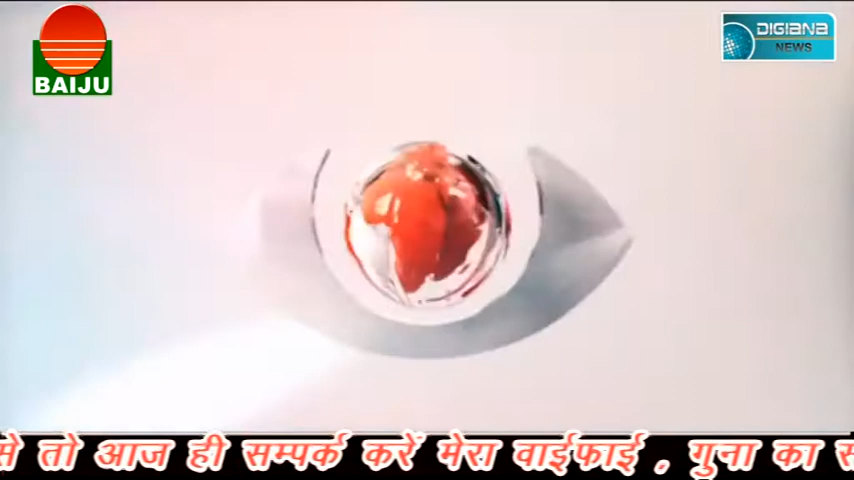 BAIJU
DIGIANA
NEWS
से तो आज ही सम्पर्क करें मेरा वाईफाई , गुना का स